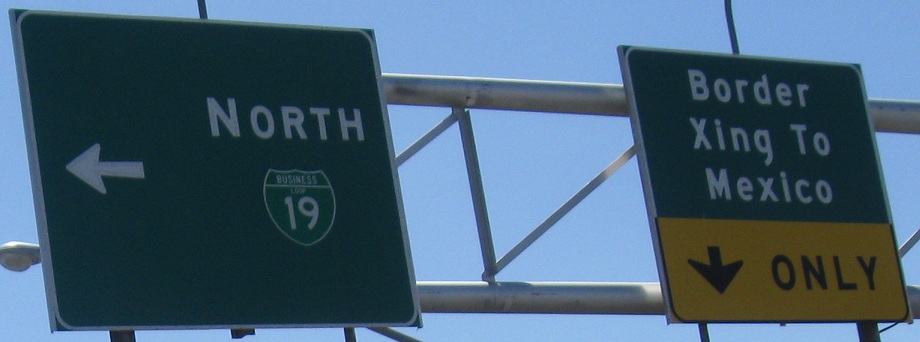 NORTH
BUSINESS
LOOP
19
Border
Xing To
Mexico
ONLY